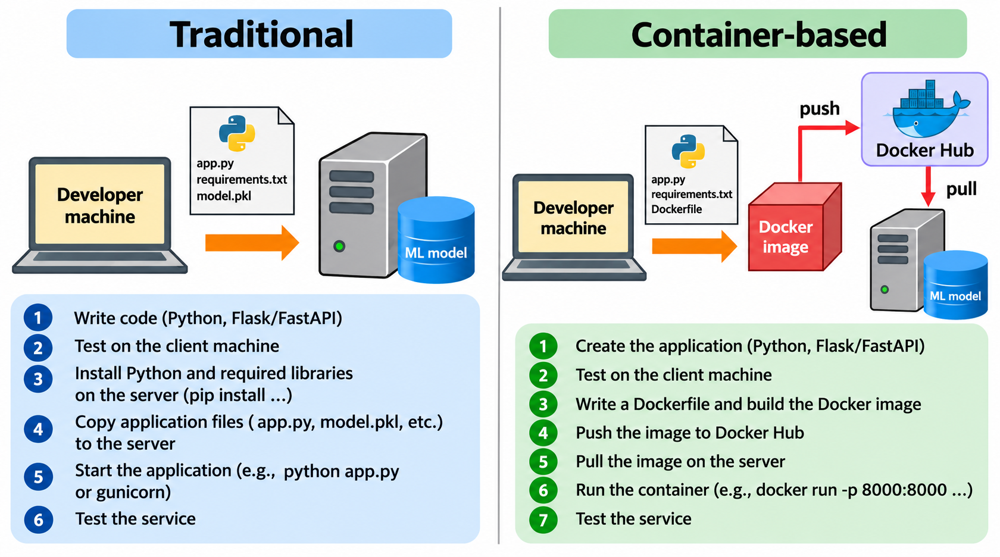 Traditional
app.py
requirements.txt
model.pkl
Developer
machine
ML model
1 Write code (Python, Flask/FastAPI)
2 Test on the client machine
3 Install Python and required libraries
on the server (pip install ...)
4 Copy application files ( app.py, model.pkl, etc.)
to the server
5 Start the application (e.g., python app.py
or gunicorn)
6 Test the service
Container-based
push
Docker Hub
app.py
requirements.txt
Dockerfile
pull
Developer
machine
Docker
image
ML model
1 Create the application (Python, Flask/FastAPI)
2 Test on the client machine
3 Write a Dockerfile and build the Docker image
4 Push the image to Docker Hub
5 Pull the image on the server
6 Run the container (e.g., docker run -p 8000:8000 ...)
7 Test the service